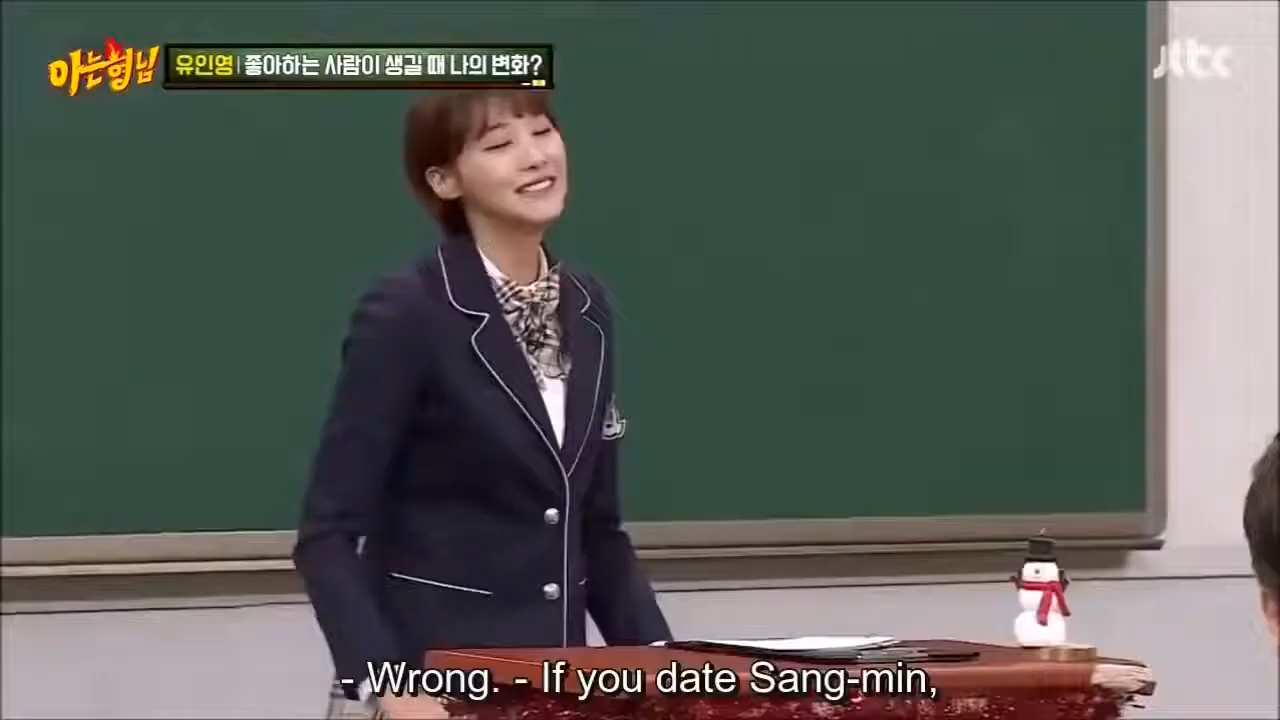 아는형님
유인영 | 좋아하는 사람이 생길 때 나의 변화?
jtbc
- Wrong. - If you date Sang-min,